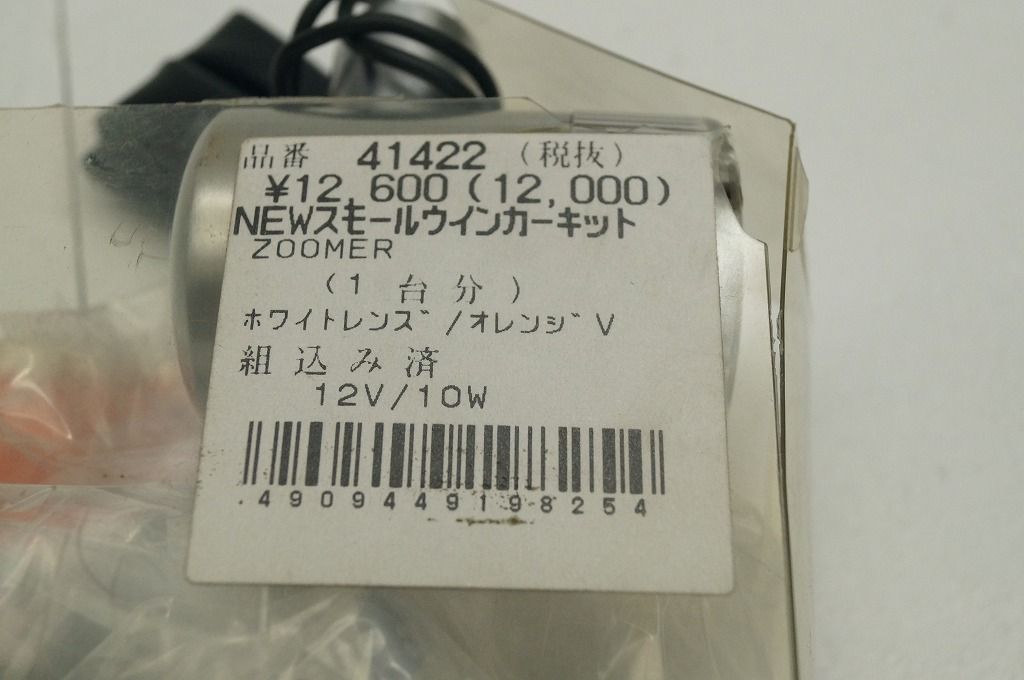 品番 41422 (税抜)
¥12,600(12,000)
NEWスモールウインカーキット
ZOOMER
(1 台 分 )
ホワイトレンズ/オレンジV
組 込 み 済
12V/10W
4909449198254